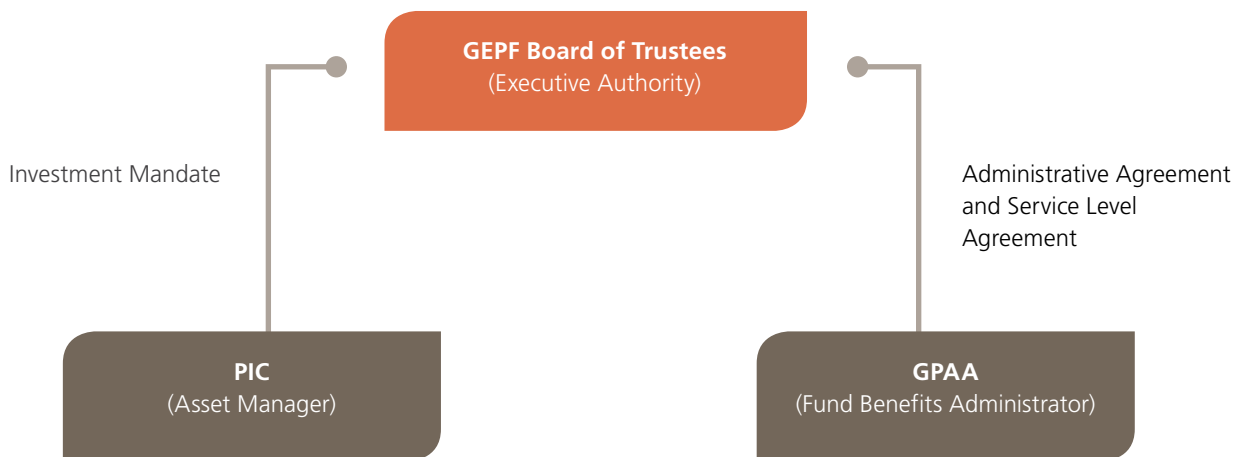 GEPF Board of Trustees
(Executive Authority)
Investment Mandate
Administrative Agreement
and Service Level
Agreement
PIC
(Asset Manager)
GPAA
(Fund Benefits Administrator)